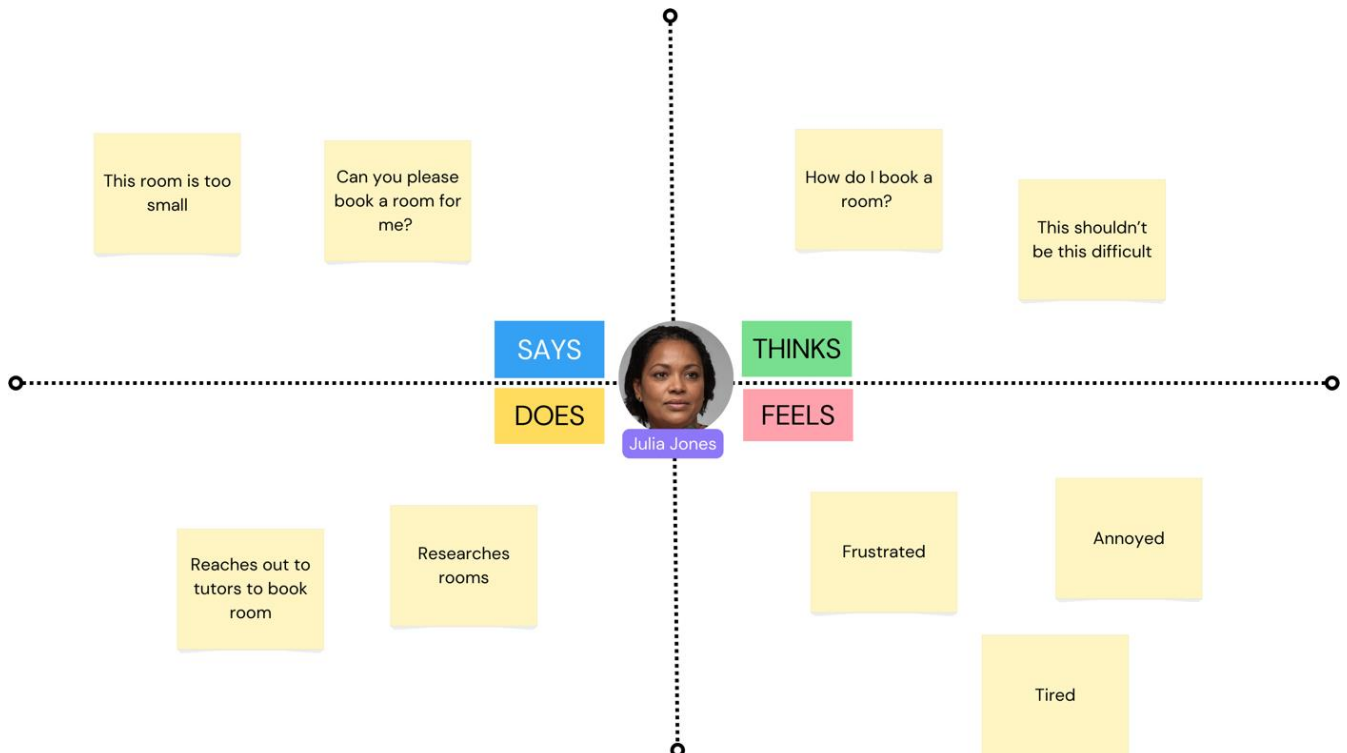 This room is too
small
Can you please
book a room for
me?
How do I book a
room?
This shouldn’t
be this difficult
SAYS
THINKS
DOES
FEELS
Julia Jones
Reaches out to
tutors to book
room
Researches
rooms
Frustrated
Annoyed
Tired